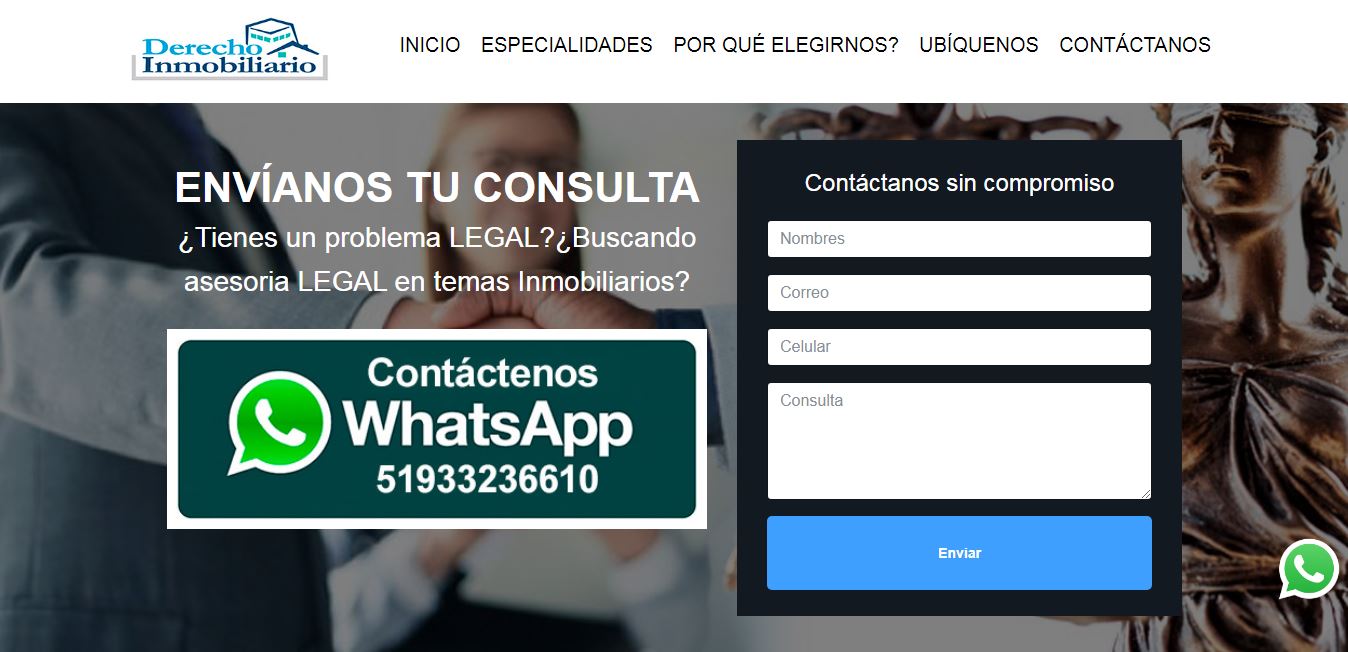 Derecho
Inmobiliario
INICIO ESPECIALIDADES POR QUÉ ELEGIRNOS? UBÍQUENOS CONTÁCTANOS
ENVÍANOS TU CONSULTA
¿Tienes un problema LEGAL?¿Buscando
asesoria LEGAL en temas Inmobiliarios?
Contáctenos
WhatsApp
51933236610
Contáctanos sin compromiso
Nombres
Correo
Celular
Consulta
Enviar